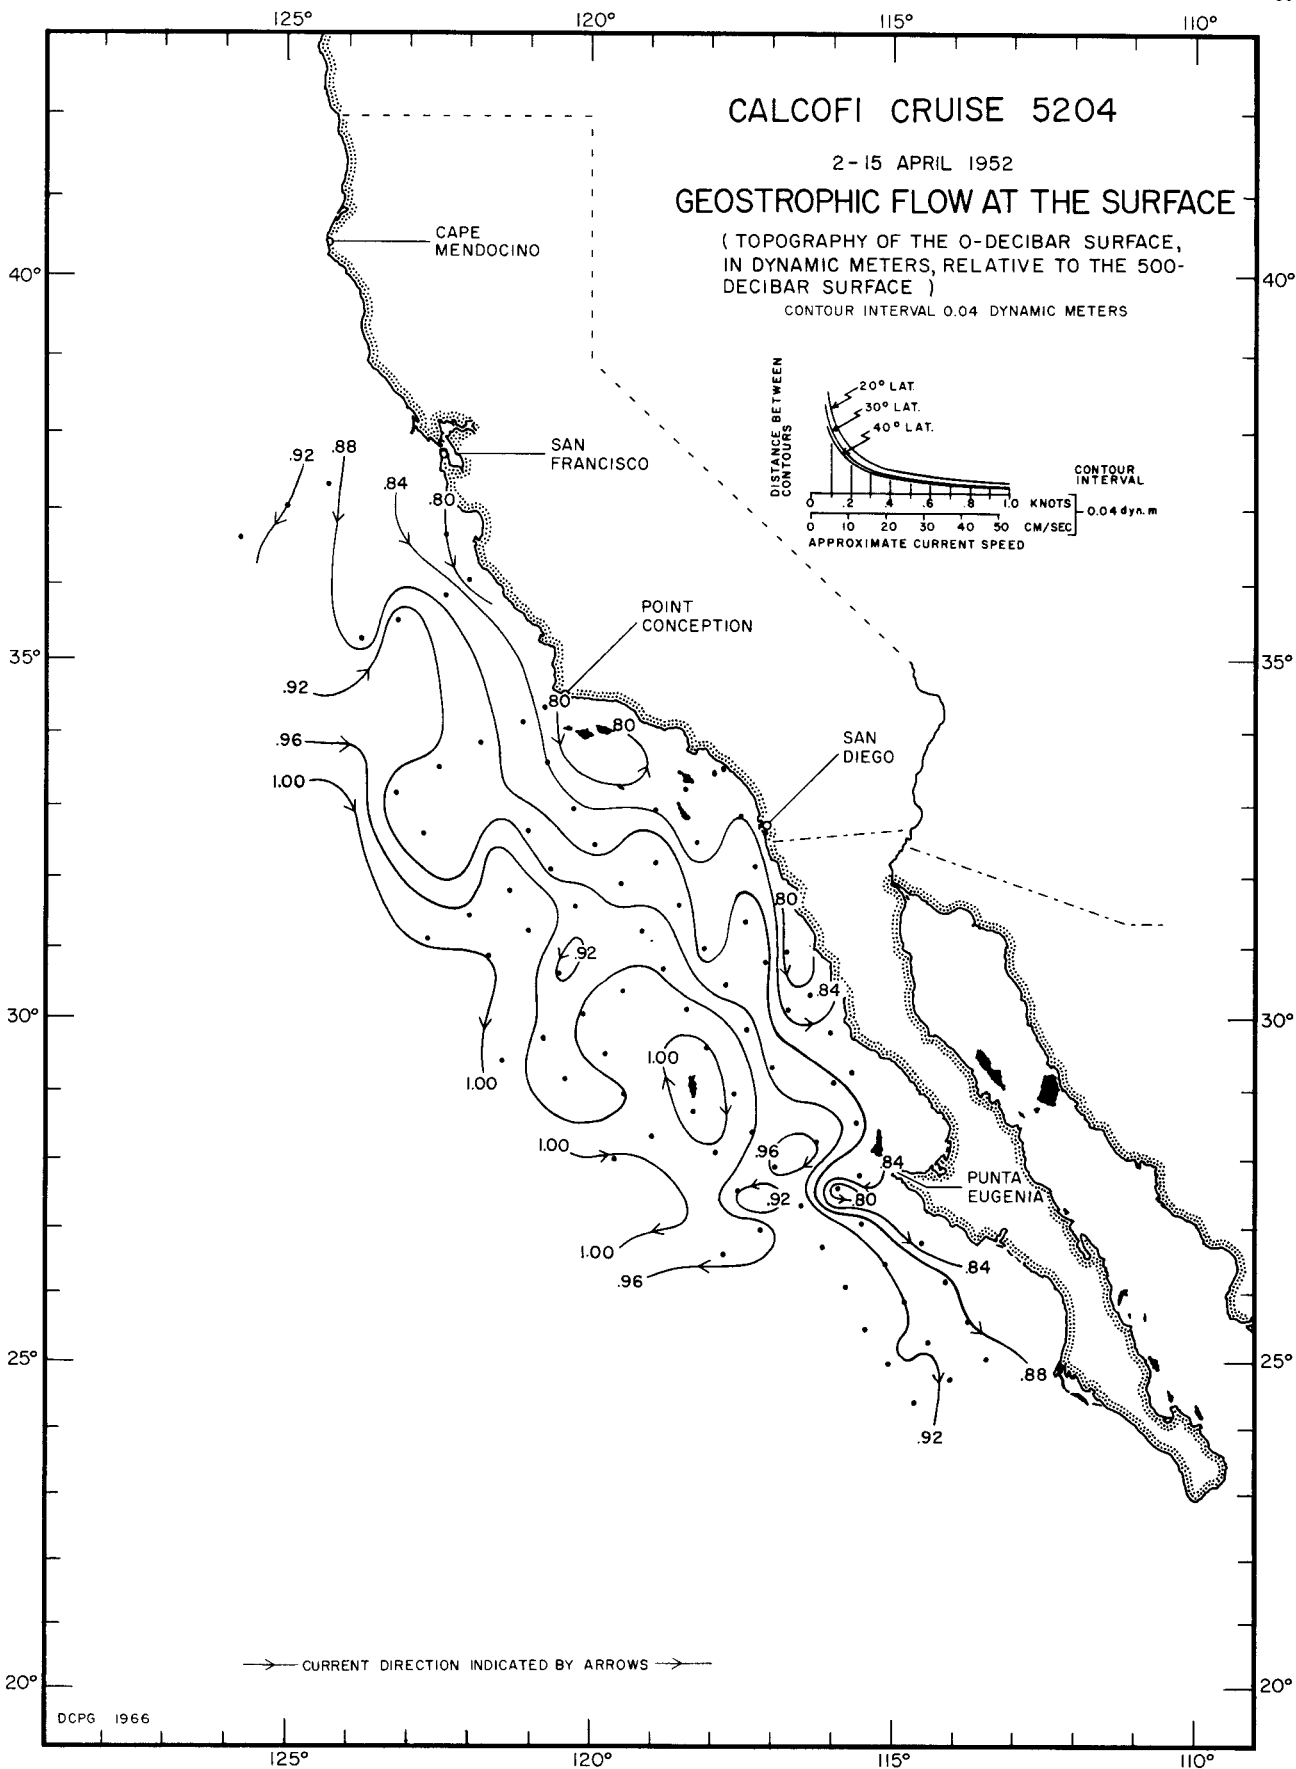 125°
120°
115°
110°
CALCOFI CRUISE 5204
2-15 APRIL 1952
GEOSTROPHIC FLOW AT THE SURFACE
( TOPOGRAPHY OF THE O-DECIBAR SURFACE,
IN DYNAMIC METERS, RELATIVE TO THE 500-
DECIBAR SURFACE )
CONTOUR INTERVAL 0.04 DYNAMIC METERS
DISTANCE BETWEEN
CONTOURS
20° LAT.
30° LAT.
40° LAT.
CONTOUR
INTERVAL
0 .2 .4 .6 .8 1.0 KNOTS
0.04 dyn. m
0 10 20 30 40 50 CM/SEC
APPROXIMATE CURRENT SPEED
CAPE
MENDOCINO
40°
40°
SAN
FRANCISCO
.92
.88
.84
.80
POINT
CONCEPTION
35°
35°
.92
.80
.80
.96
SAN
DIEGO
1.00
.80
.92
.84
30°
30°
1.00
1.00
1.00
.96
.84
PUNTA
EUGENIA
.92
.80
1.00
.84
.96
25°
25°
.88
.92
CURRENT DIRECTION INDICATED BY ARROWS
20°
20°
DCPG 1966
125°
120°
115°
110°